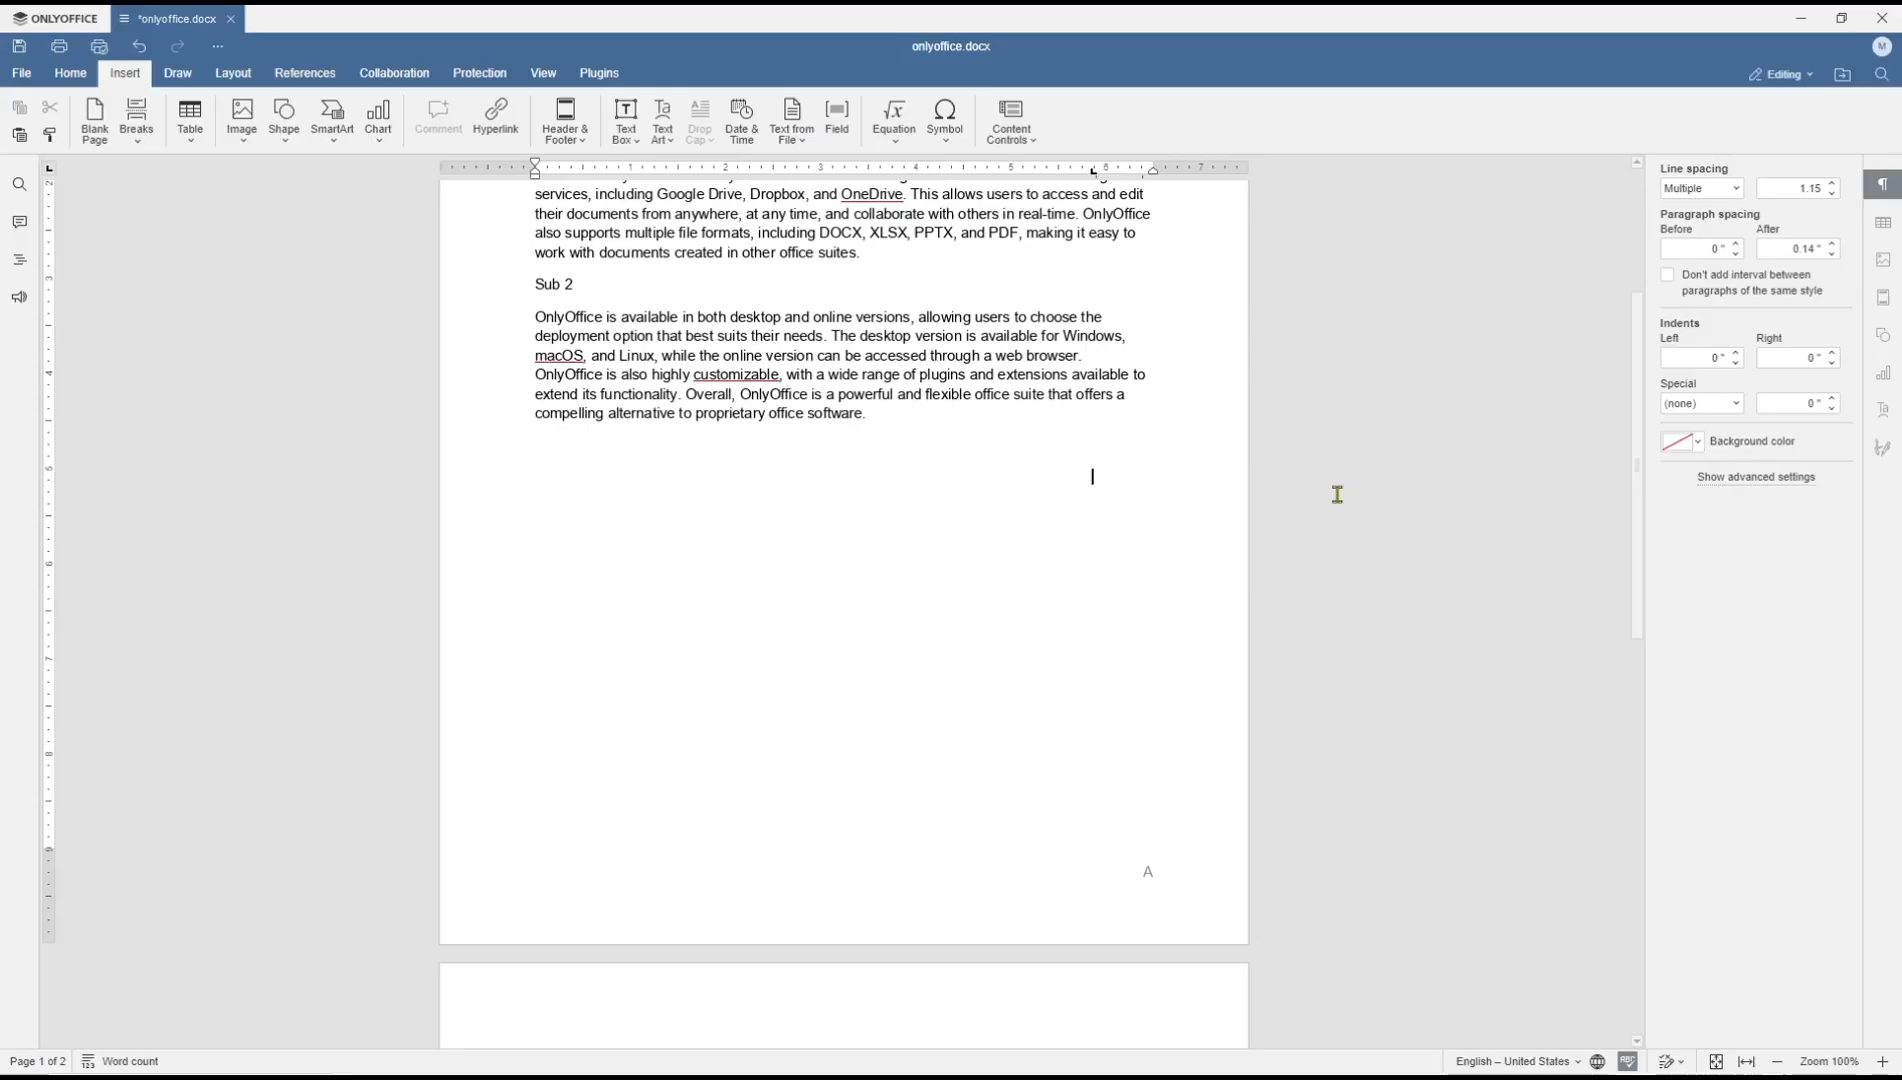 ONLYOFFICE
*onlyoffice.docx
onlyoffice.docx
M
File Home Insert Draw Layout References Collaboration Protection View Plugins
Editing
Blank Page
Breaks
Table
Image
Shape
SmartArt
Chart
Comment
Hyperlink
Header & Footer
Text Box
Text Art
Drop Cap
Date & Time
Text from File
Field
Equation
Symbol
Content Controls
1 2 3 4 5 6 7
services, including Google Drive, Dropbox, and OneDrive. This allows users to access and edit
their documents from anywhere, at any time, and collaborate with others in real-time. OnlyOffice
also supports multiple file formats, including DOCX, XLSX, PPTX, and PDF, making it easy to
work with documents created in other office suites.
Sub 2
OnlyOffice is available in both desktop and online versions, allowing users to choose the
deployment option that best suits their needs. The desktop version is available for Windows,
macOS, and Linux, while the online version can be accessed through a web browser.
OnlyOffice is also highly customizable, with a wide range of plugins and extensions available to
extend its functionality. Overall, OnlyOffice is a powerful and flexible office suite that offers a
compelling alternative to proprietary office software.
A
Line spacing
Multiple 1.15
Paragraph spacing
Before After
0 " 0.14 "
Don't add interval between
paragraphs of the same style
Indents
Left Right
0 " 0 "
Special
(none) 0 "
Background color
Show advanced settings
Page 1 of 2
Word count
English – United States
Zoom 100%